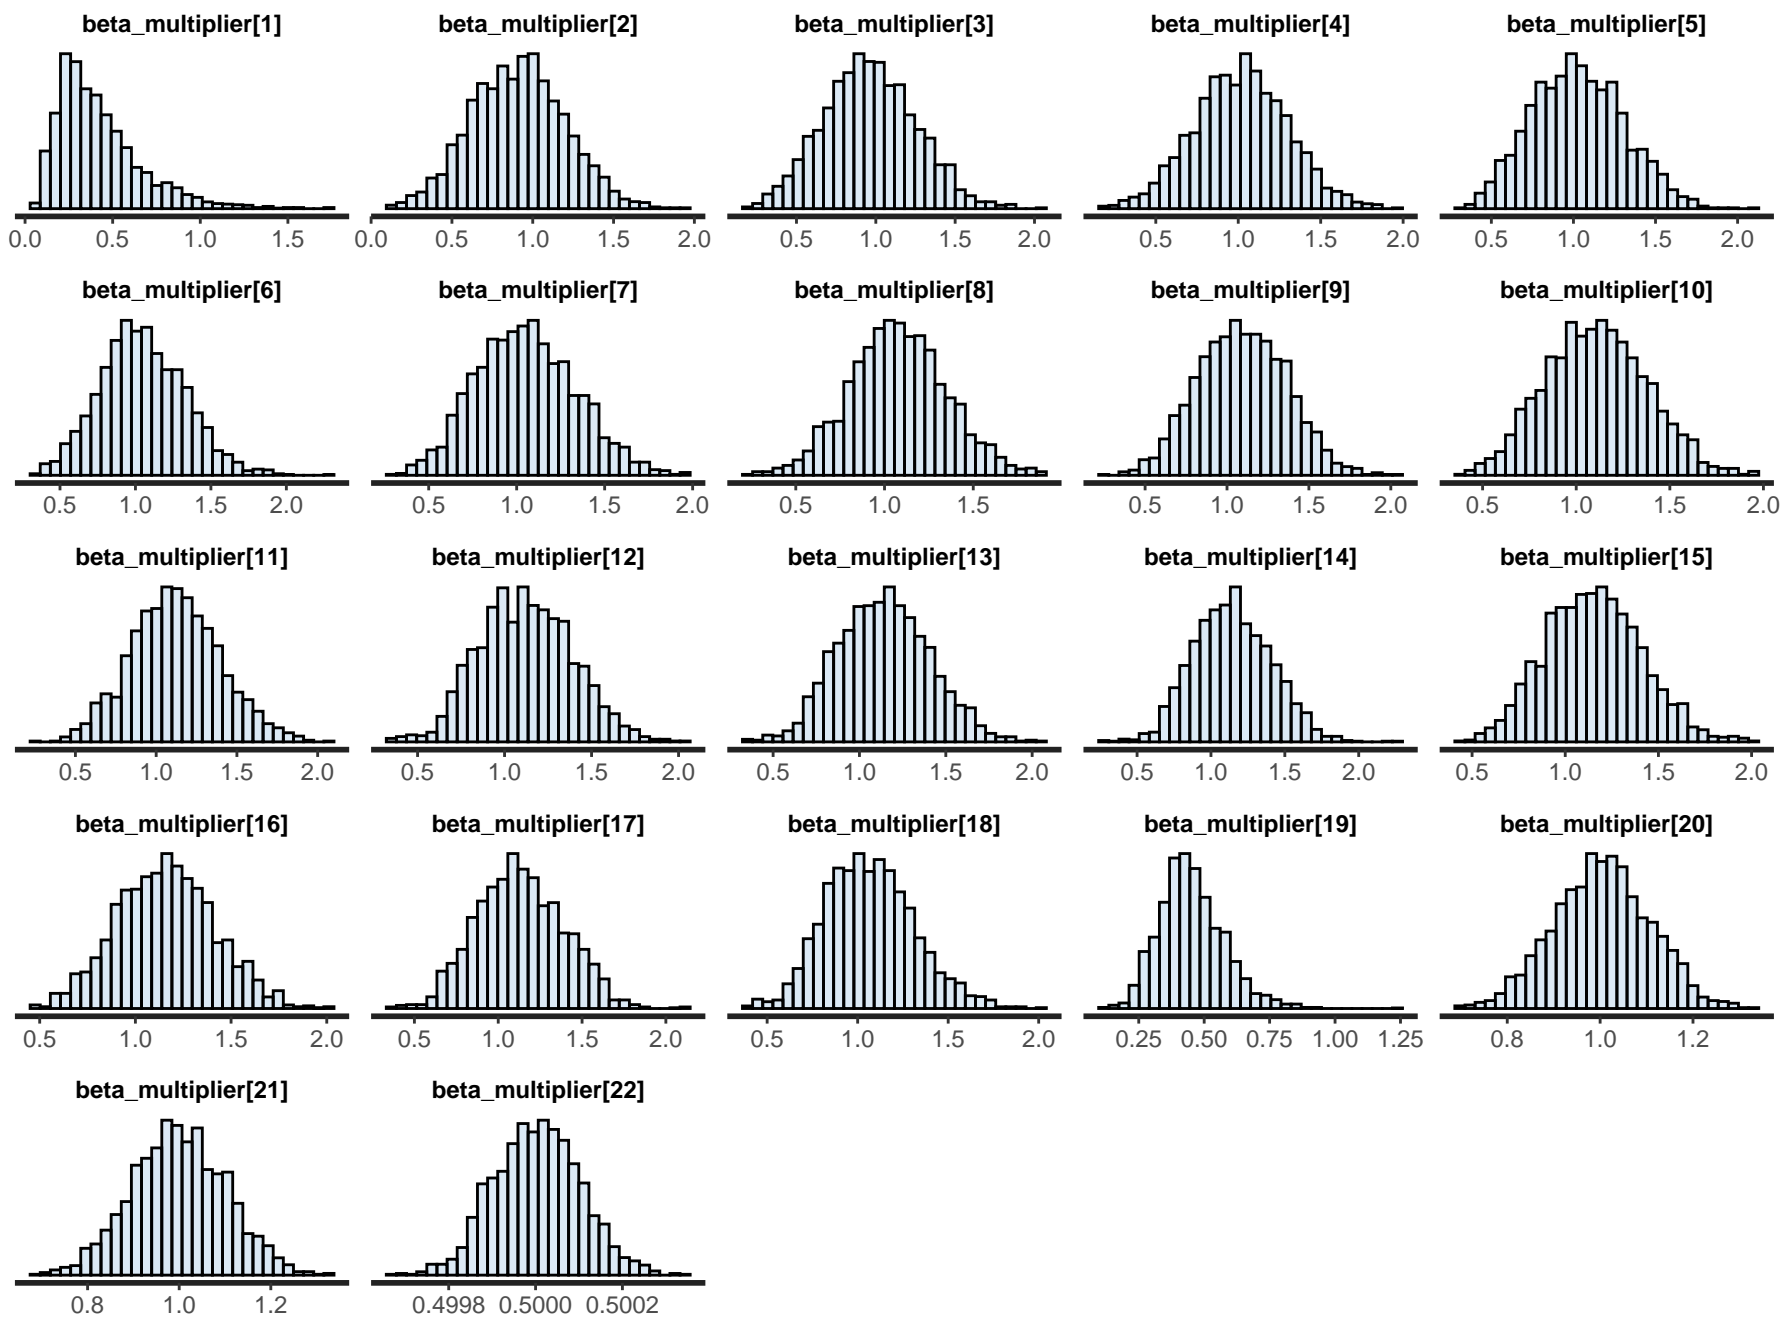 beta_multiplier[1] beta_multiplier[2] beta_multiplier[3] beta_multiplier[4] beta_multiplier[5]
0.0 0.5 1.0 1.5 0.0 0.5 1.0 1.5 2.0 0.5 1.0 1.5 2.0 0.5 1.0 1.5 2.0 0.5 1.0 1.5 2.0
beta_multiplier[6] beta_multiplier[7] beta_multiplier[8] beta_multiplier[9] beta_multiplier[10]
0.5 1.0 1.5 2.0 0.5 1.0 1.5 2.0 0.5 1.0 1.5 0.5 1.0 1.5 2.0 0.5 1.0 1.5 2.0
beta_multiplier[11] beta_multiplier[12] beta_multiplier[13] beta_multiplier[14] beta_multiplier[15]
0.5 1.0 1.5 2.0 0.5 1.0 1.5 2.0 0.5 1.0 1.5 2.0 0.5 1.0 1.5 2.0 0.5 1.0 1.5 2.0
beta_multiplier[16] beta_multiplier[17] beta_multiplier[18] beta_multiplier[19] beta_multiplier[20]
0.5 1.0 1.5 2.0 0.5 1.0 1.5 2.0 0.5 1.0 1.5 2.0 0.25 0.50 0.75 1.00 1.25 0.8 1.0 1.2
beta_multiplier[21] beta_multiplier[22]
0.8 1.0 1.2 0.4998 0.5000 0.5002